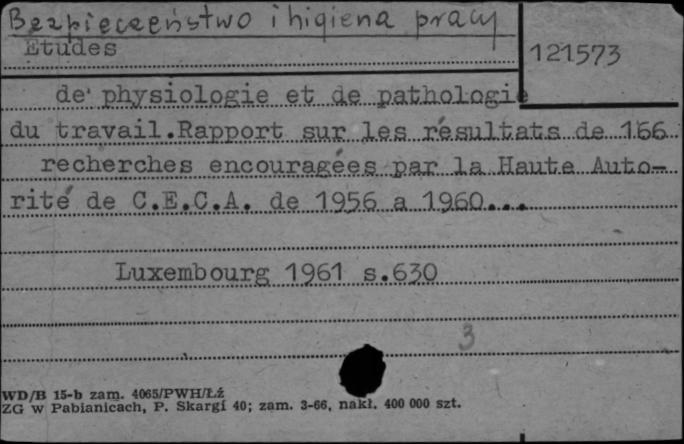 Bezpieczeństwo i higiena pracy
Etudes
121573
de physiologie et de pathologie
du travail.Rapport sur les résultats de 166
recherches encouragées par la Haute Auto-
rité de C.E.C.A. de 1956 a 1960...
Luxembourg 1961 s.630
3
WD/B 15-b zam. 4065/PWH/Łź
ZG w Pabianicach, P. Skargi 40; zam. 3-66, nakł. 400 000 szt.